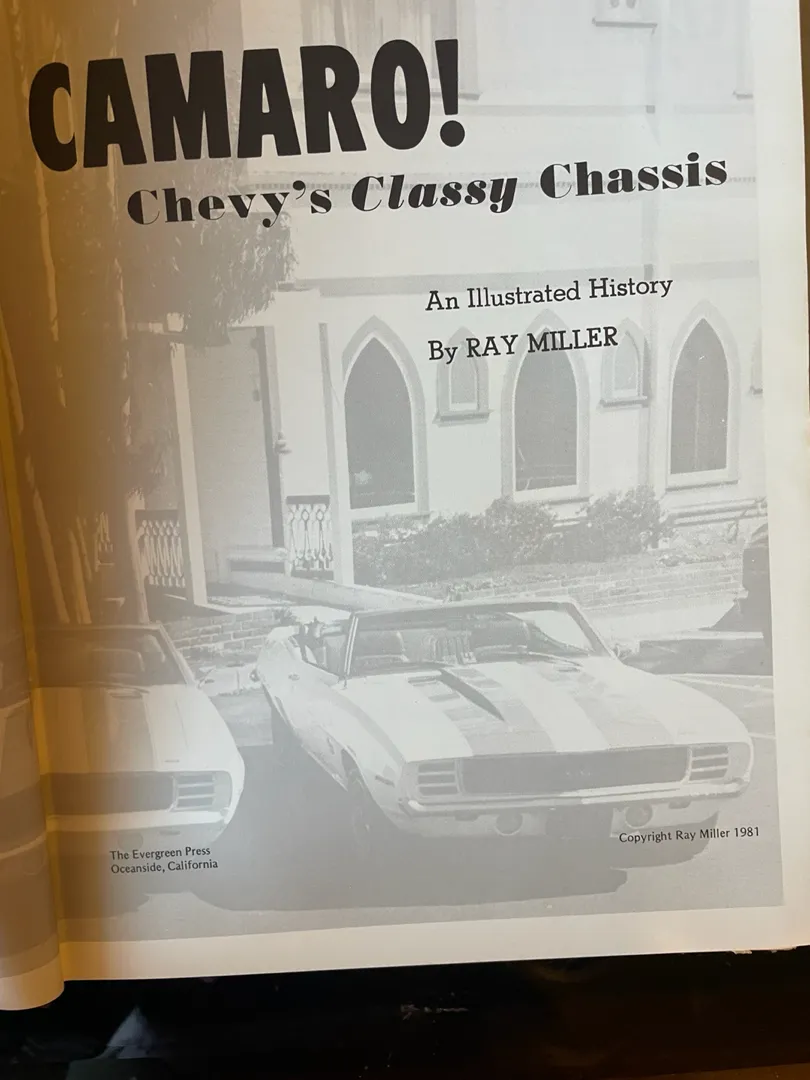 CAMARO!
Chevy's Classy Chassis
An Illustrated History
By RAY MILLER
The Evergreen Press
Oceanside, California
Copyright Ray Miller 1981